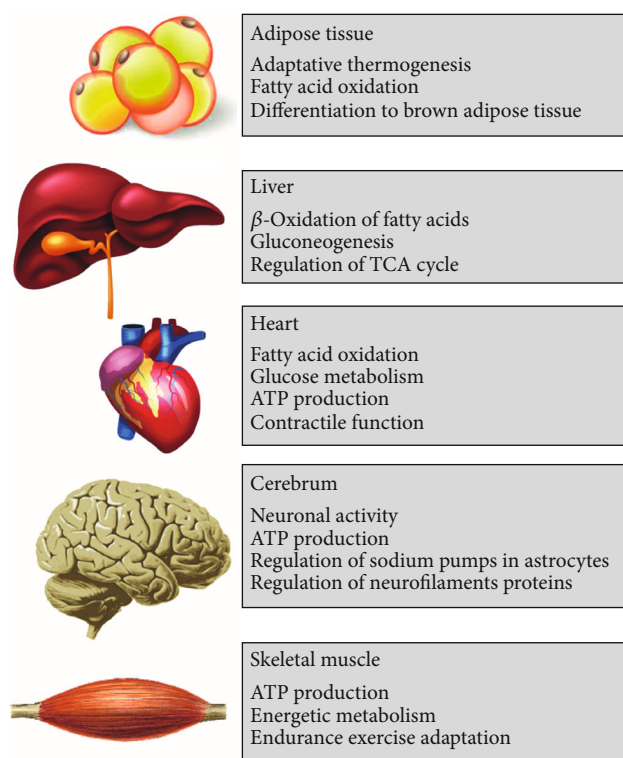 Adipose tissue
Adaptative thermogenesis
Fatty acid oxidation
Differentiation to brown adipose tissue
Liver
β-Oxidation of fatty acids
Gluconeogenesis
Regulation of TCA cycle
Heart
Fatty acid oxidation
Glucose metabolism
ATP production
Contractile function
Cerebrum
Neuronal activity
ATP production
Regulation of sodium pumps in astrocytes
Regulation of neurofilaments proteins
Skeletal muscle
ATP production
Energetic metabolism
Endurance exercise adaptation